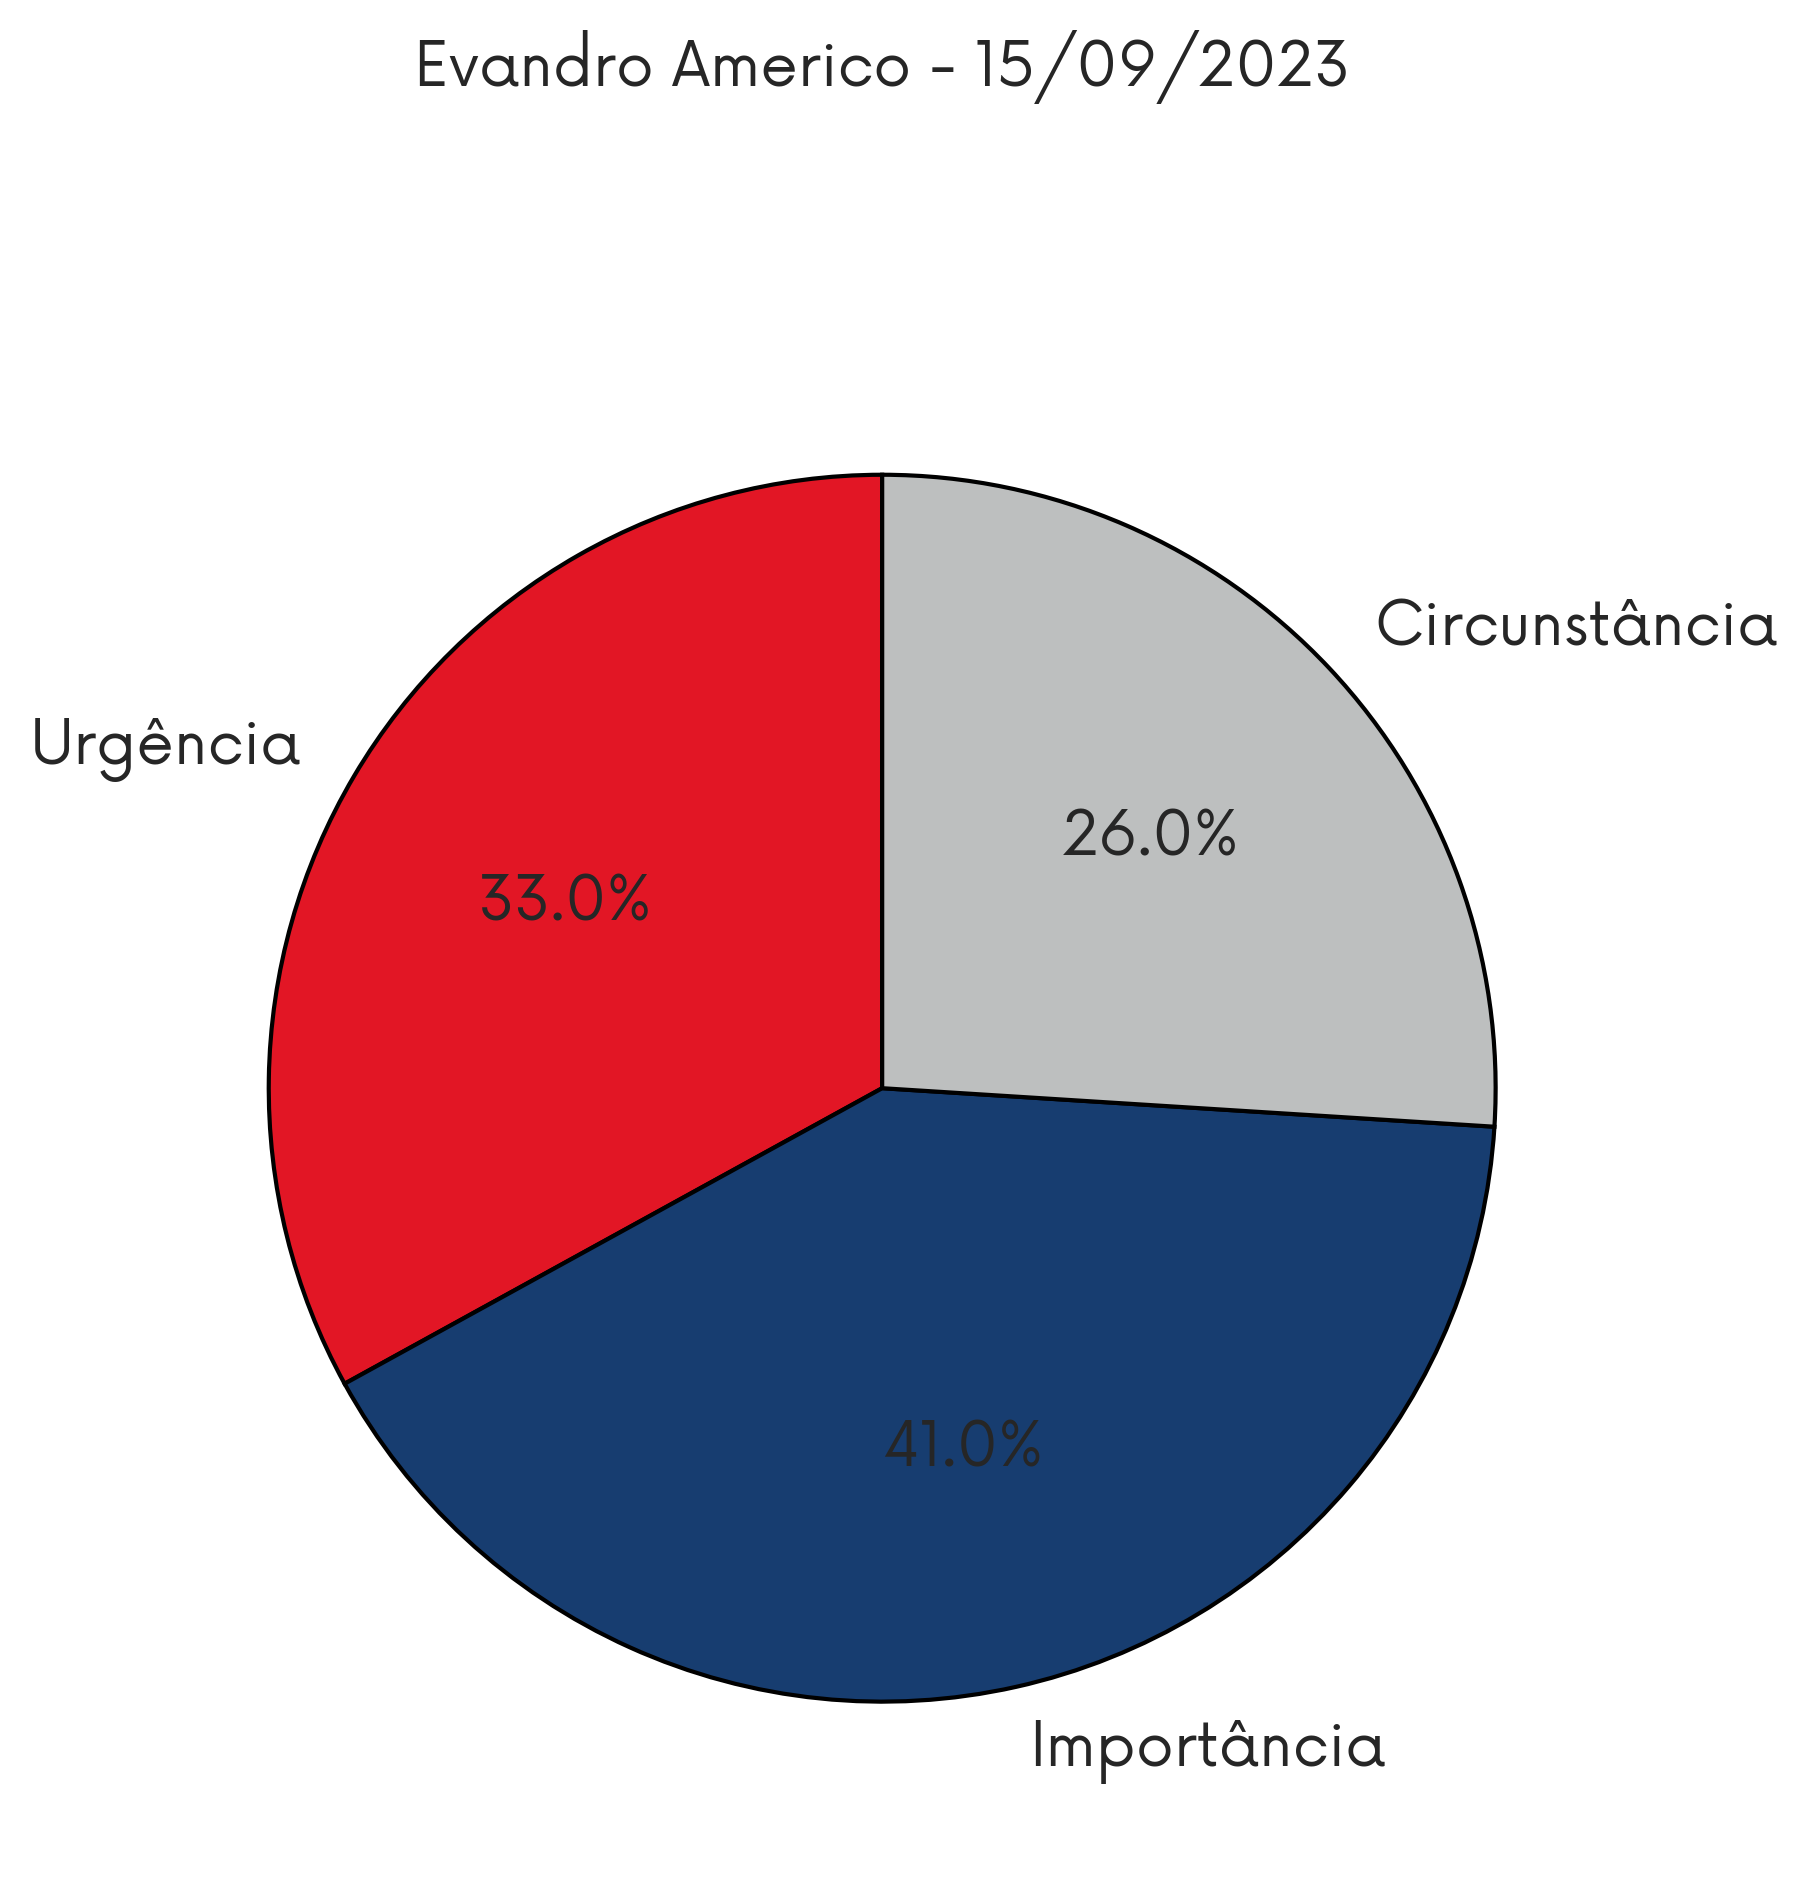 Evandro Americo - 15/09/2023
Circunstância
Urgência
26.0%
33.0%
41.0%
Importância